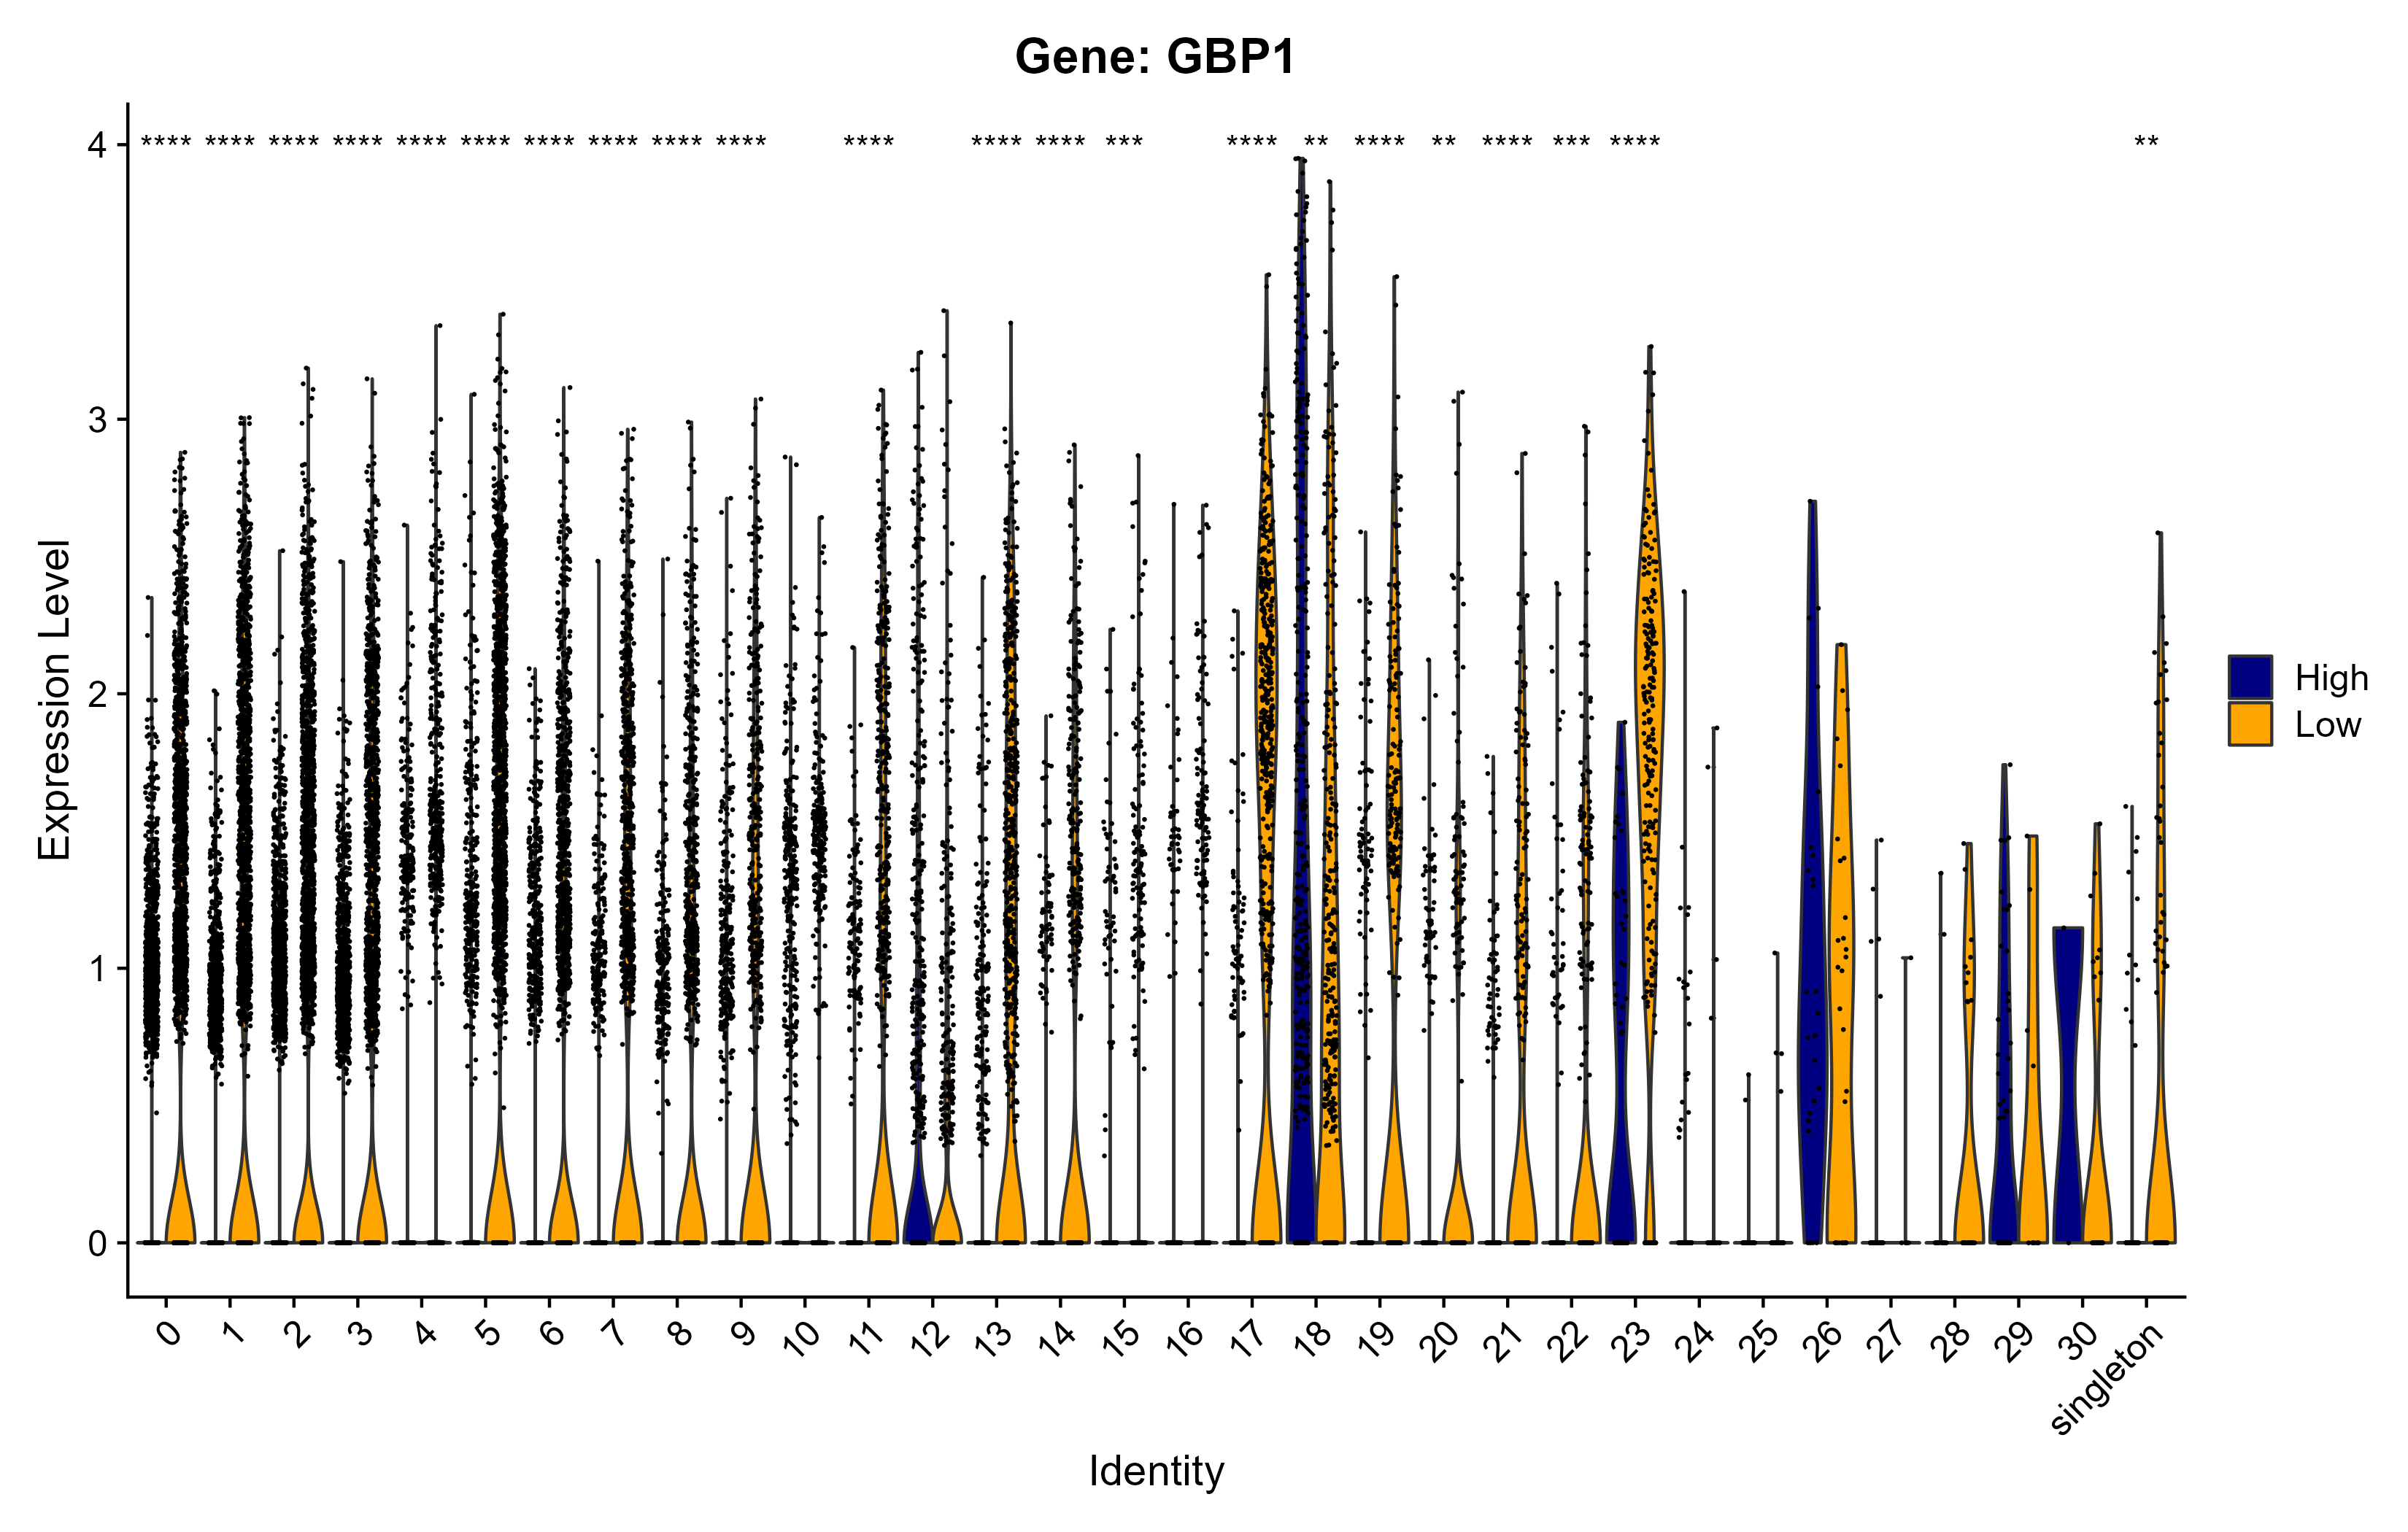 Gene: GBP1
**** **** **** **** **** **** **** **** **** **** **** **** **** *** **** ** **** ** **** *** **** **
4
3
2
1
0
Expression Level
High
Low
0 1 2 3 4 5 6 7 8 9 10 11 12 13 14 15 16 17 18 19 20 21 22 23 24 25 26 27 28 29 30 singleton
Identity